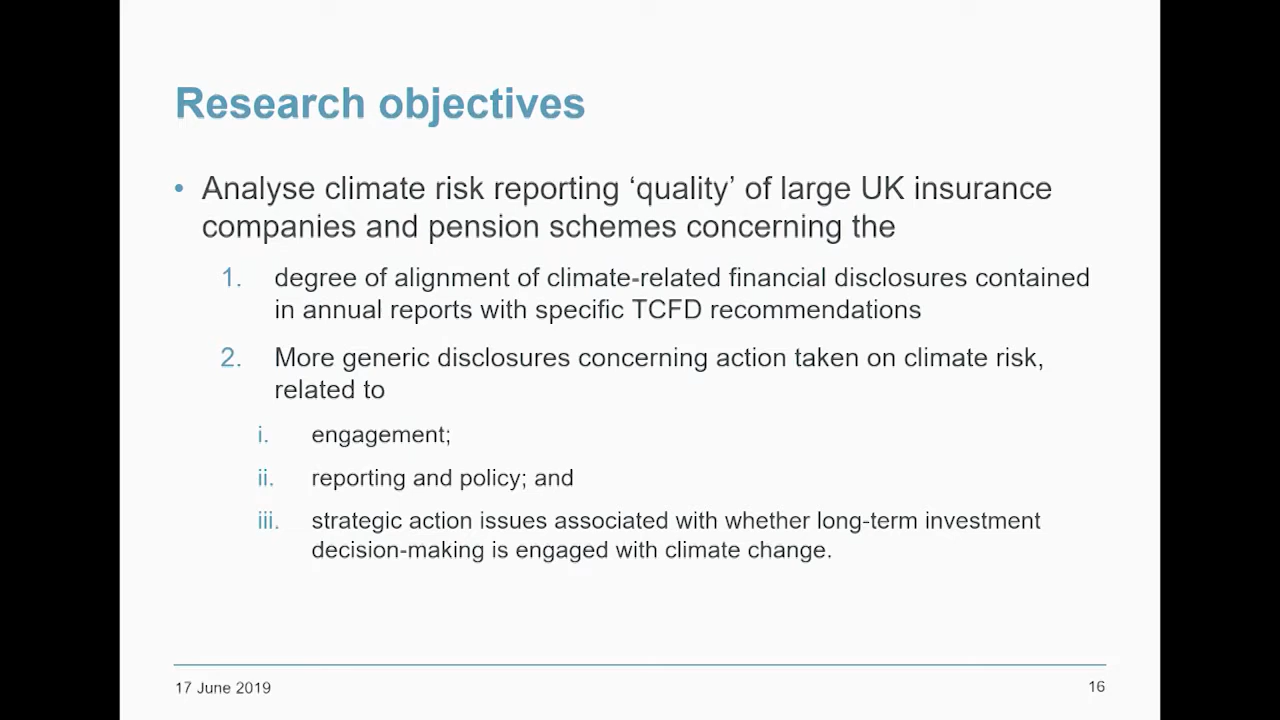 Research objectives
• Analyse climate risk reporting ‘quality’ of large UK insurance
companies and pension schemes concerning the
1. degree of alignment of climate-related financial disclosures contained
in annual reports with specific TCFD recommendations
2. More generic disclosures concerning action taken on climate risk,
related to
i. engagement;
ii. reporting and policy; and
iii. strategic action issues associated with whether long-term investment
decision-making is engaged with climate change.
17 June 2019
16